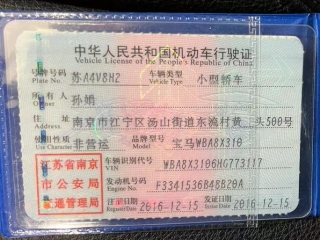 中华人民共和国机动车行驶证
Vehicle License of the People's Republic of China
号牌号码 苏A4V8H2 车辆类型 小型轿车
Plate No. Vehicle Type
所有人 孙娟
Owner
住址 南京市江宁区汤山街道东 头500号
Address
使用性质 非营运 品牌型号 宝马WBA8X310
Use Character Model
江苏省南京市公安局交通管理局
车辆识别代号 WBA8X3106HG773117
VIN
发动机号码 F3341536B48B20A
Engine No.
注册日期 2016-12-15 发证日期 2016-12-15
Register Date Issue Date